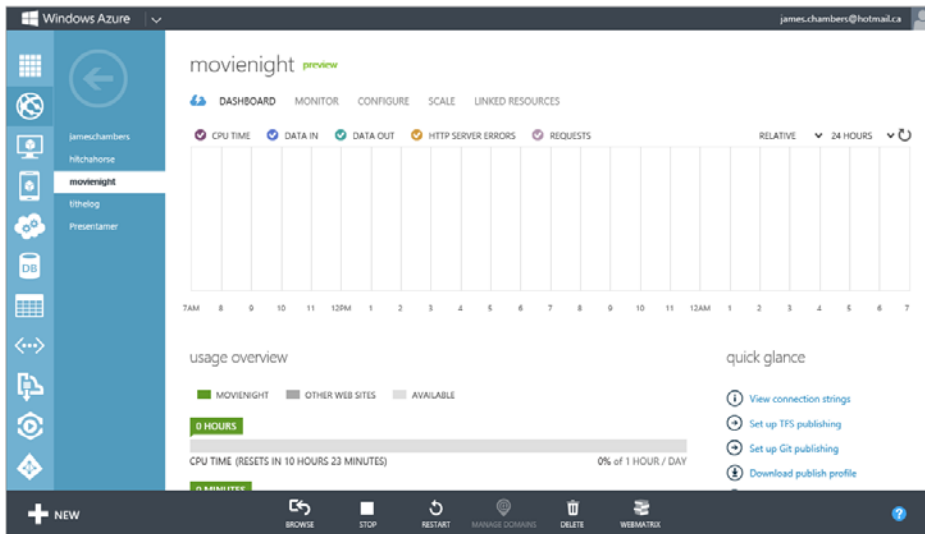 Windows Azure
james.chambers@hotmail.ca
jameschambers
hitchahorse
movienight
tithelog
Presentamer
DB
movienight preview
DASHBOARD MONITOR CONFIGURE SCALE LINKED RESOURCES
CPU TIME DATA IN DATA OUT HTTP SERVER ERRORS REQUESTS RELATIVE 24 HOURS
7AM 8 9 10 11 12PM 1 2 3 4 5 6 7 8 9 10 11 12AM 1 2 3 4 5 6 7
usage overview
MOVIENIGHT OTHER WEB SITES AVAILABLE
0 HOURS
CPU TIME (RESETS IN 10 HOURS 23 MINUTES) 0% of 1 HOUR / DAY
0 MINUTES
quick glance
View connection strings
Set up TFS publishing
Set up Git publishing
Download publish profile
NEW BROWSE STOP RESTART MANAGE DOMAINS DELETE WEBMATRIX ?